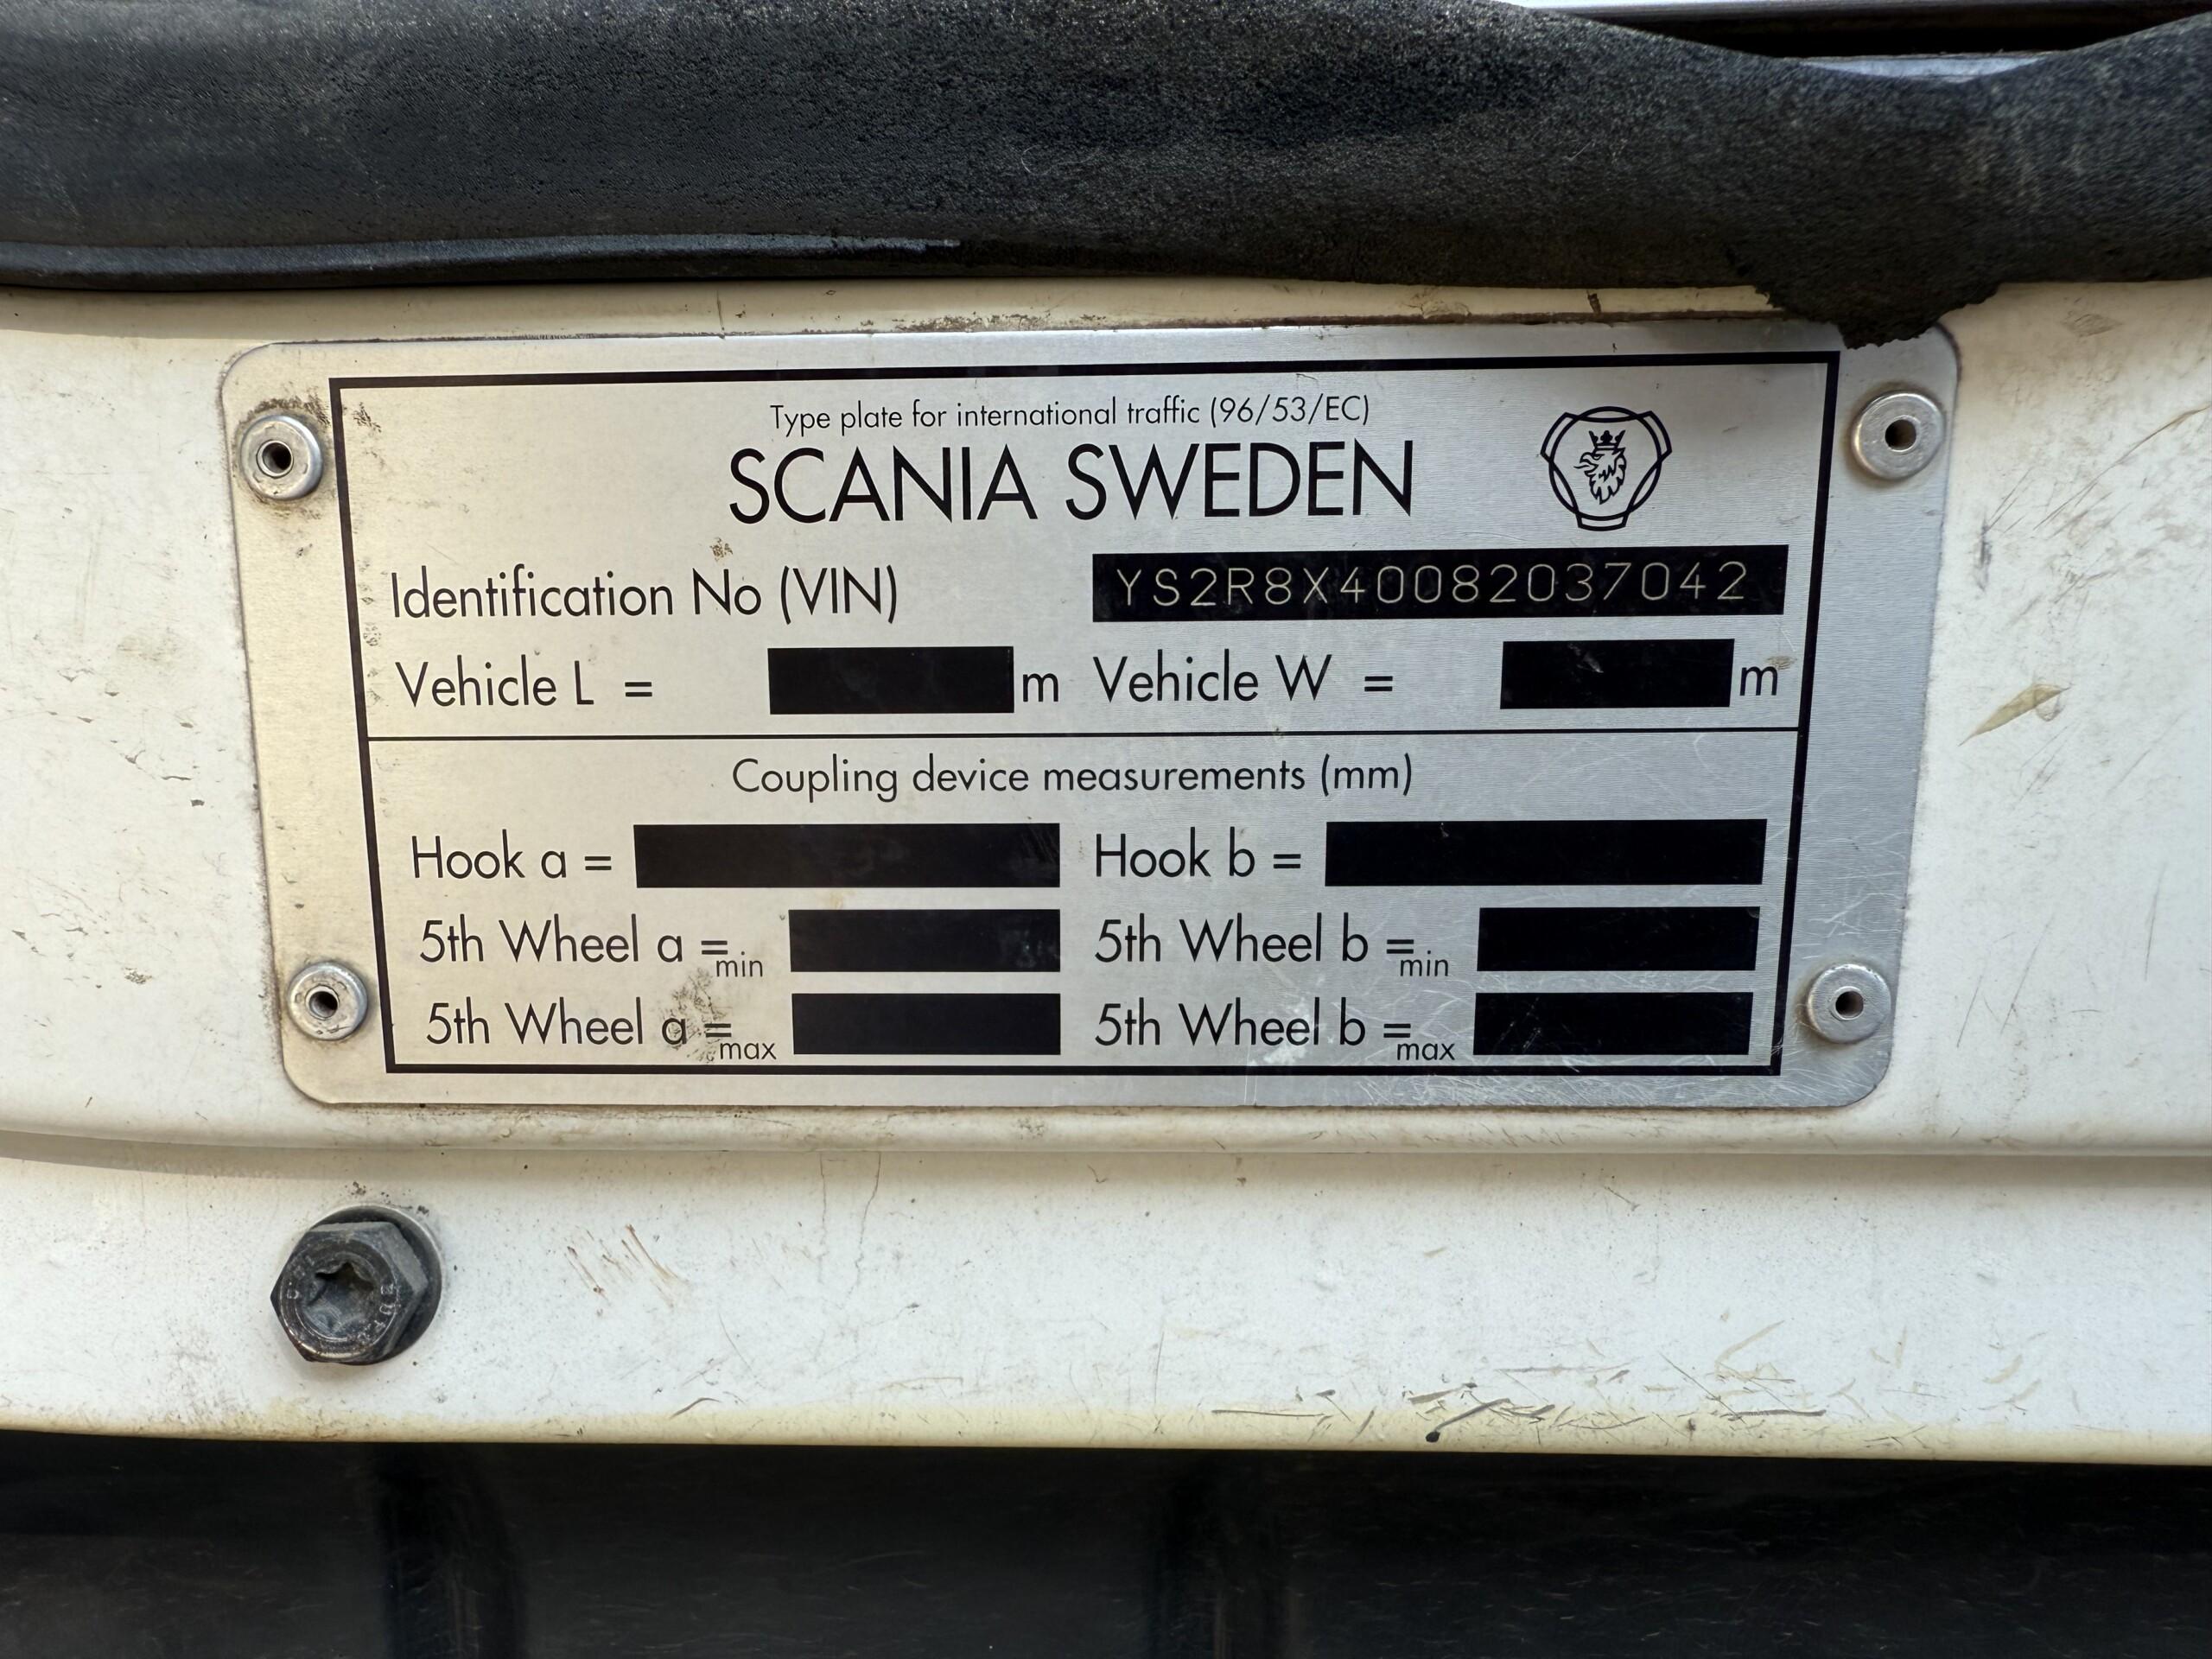 Type plate for international traffic (96/53/EC)
SCANIA SWEDEN
Identification No (VIN) YS2R8X40082037042
Vehicle L = m Vehicle W = m
Coupling device measurements (mm)
Hook a = Hook b =
5th Wheel a =min 5th Wheel b =min
5th Wheel a =max 5th Wheel b =max